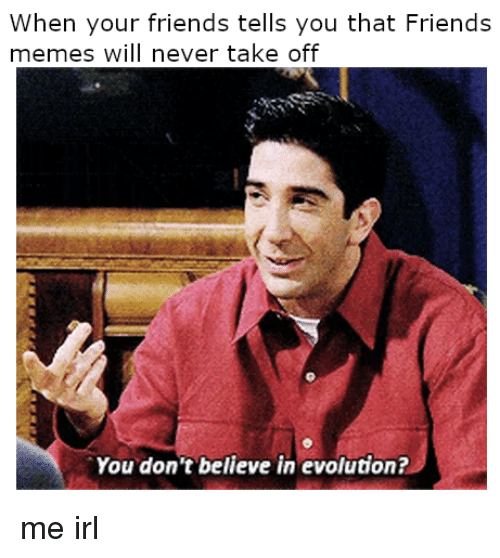 When your friends tells you that Friends
memes will never take off
You don't believe in evolution?
me irl